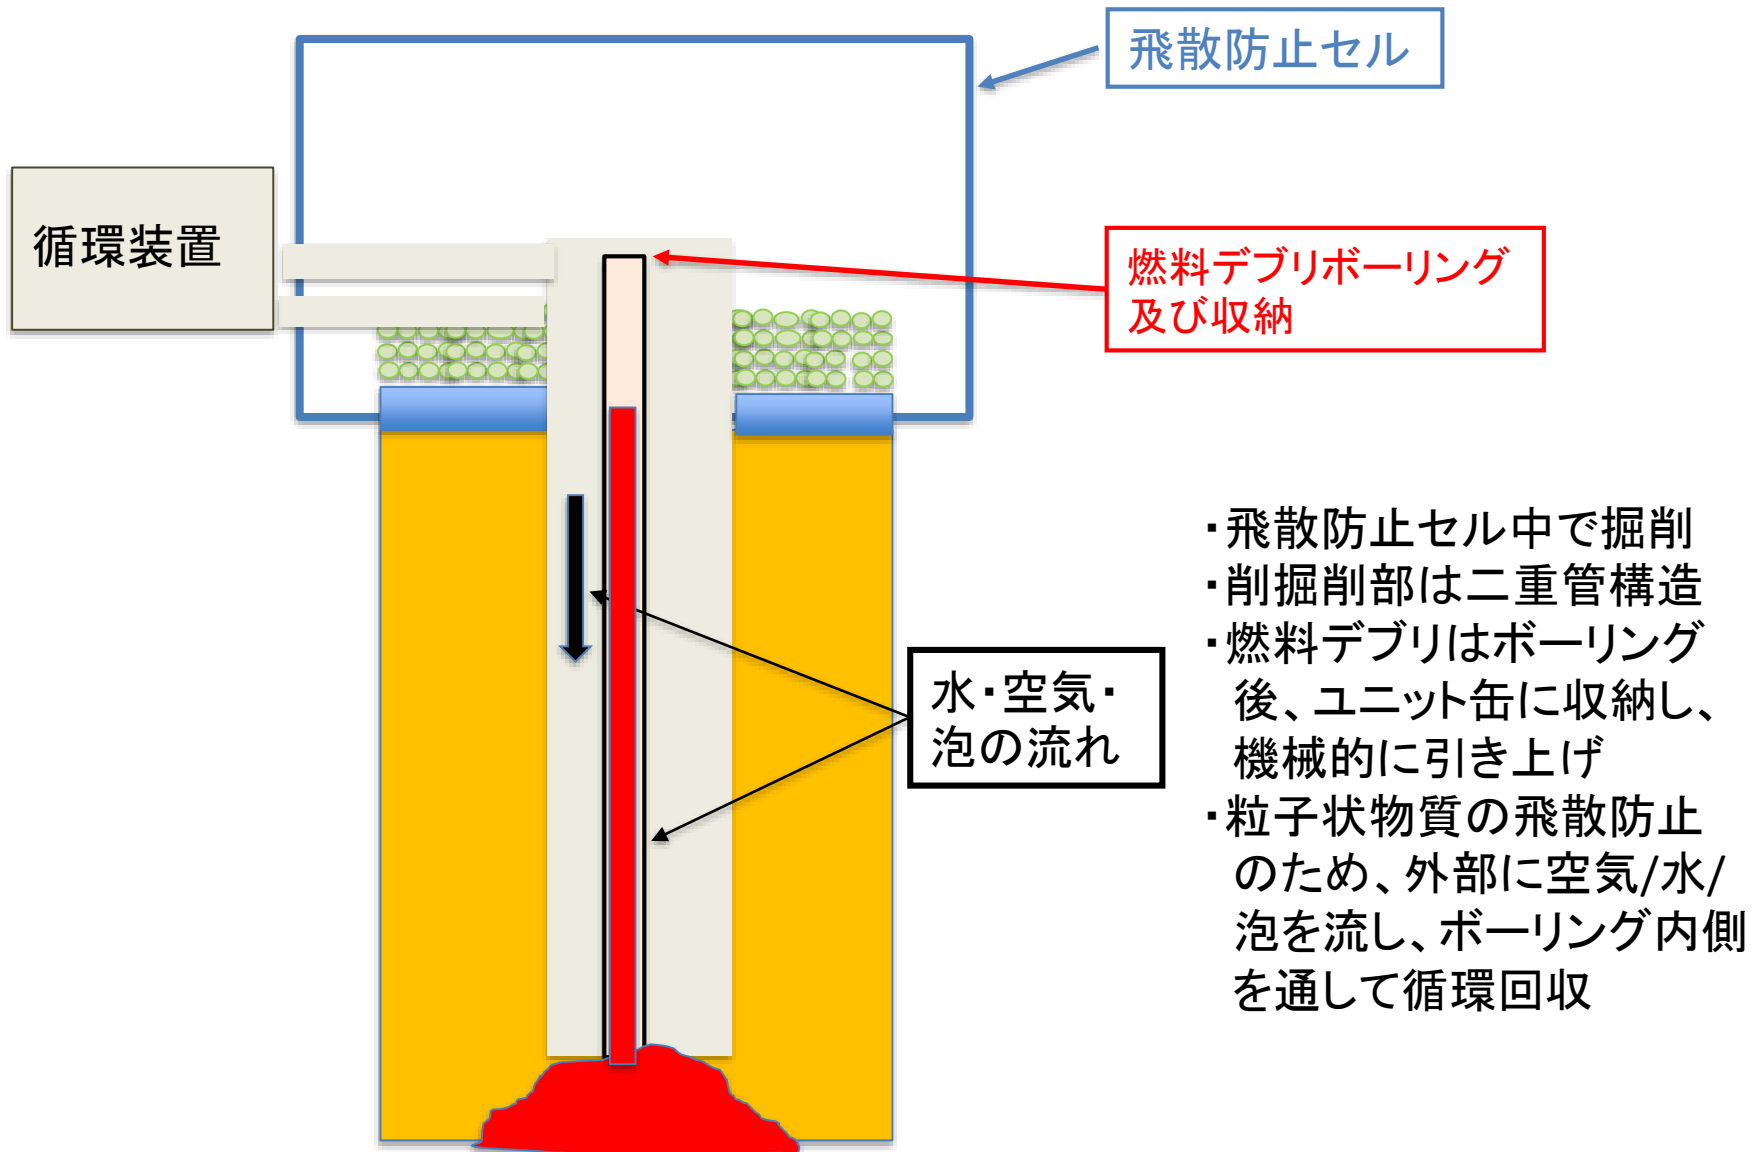 飛散防止セル
循環装置
燃料デブリボーリング
及び収納
水・空気・
泡の流れ
・飛散防止セル中で掘削
・削掘削部は二重管構造
・燃料デブリはボーリング
後、ユニット缶に収納し、
機械的に引き上げ
・粒子状物質の飛散防止
のため、外部に空気/水/
泡を流し、ボーリング内側
を通して循環回収